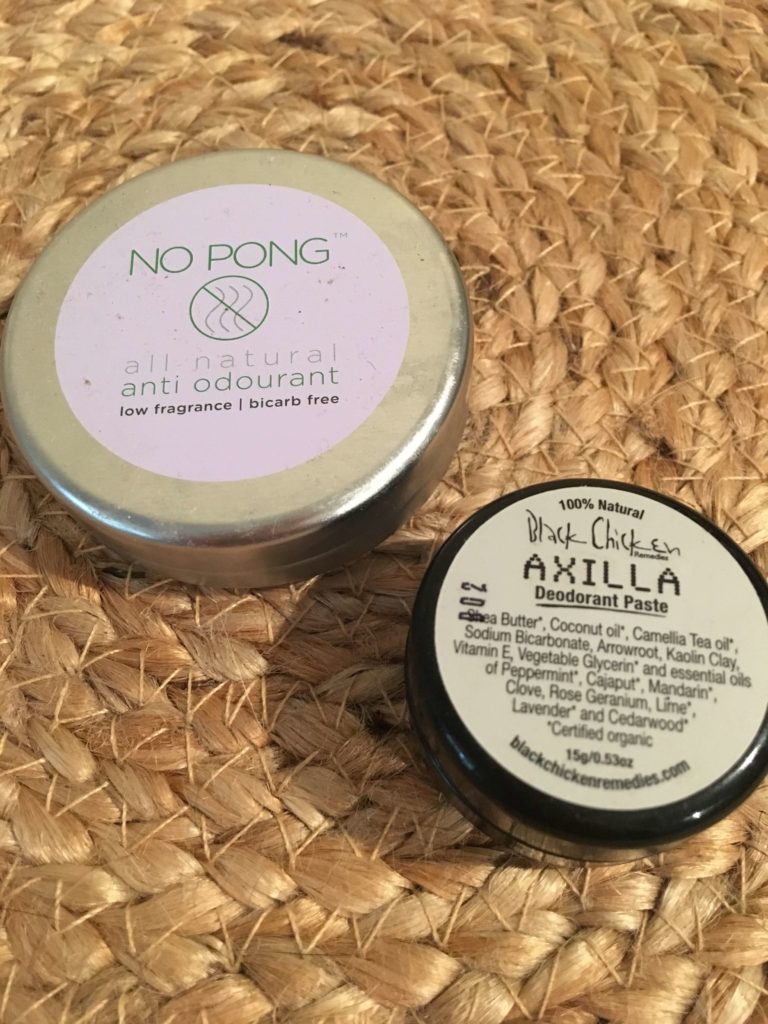 NO PONG™
all natural
anti odourant
low fragrance | bicarb free
100% Natural
Black Chicken
Remedies
AXILLA
Deodorant Paste
Shea Butter*, Coconut oil*, Camellia Tea oil*,
Sodium Bicarbonate, Arrowroot, Kaolin Clay,
Vitamin E, Vegetable Glycerin* and essential oils
of Peppermint*, Cajaput*, Mandarin*,
Clove, Rose Geranium, Lime*,
Lavender* and Cedarwood*
*Certified organic
15g/0.53oz
blackchickenremedies.com